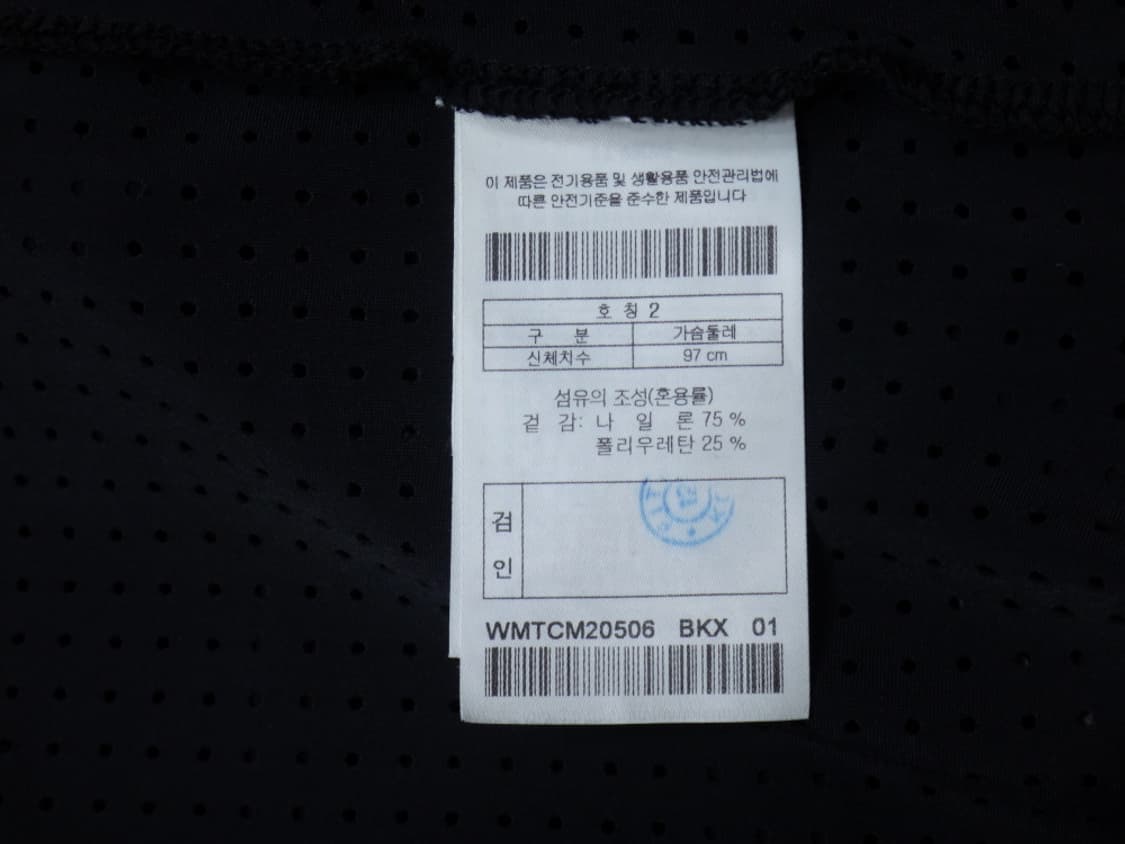 이 제품은 전기용품 및 생활용품 안전관리법에
따른 안전기준을 준수한 제품입니다
호 칭 2
구 분 가슴둘레
신체치수 97 cm
섬유의 조성(혼용률)
겉 감: 나 일 론 75 %
폴리우레탄 25 %
검
인
WMTCM20506 BKX 01